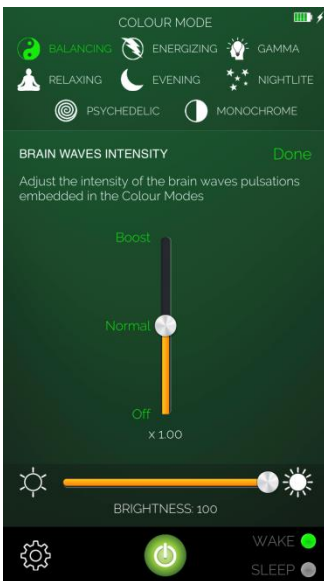 COLOUR MODE
BALANCING ENERGIZING GAMMA
RELAXING EVENING NIGHTLITE
PSYCHEDELIC MONOCHROME
BRAIN WAVES INTENSITY Done
Adjust the intensity of the brain waves pulsations
embedded in the Colour Modes
Boost
Normal
Off
x 1.00
BRIGHTNESS: 100
WAKE
SLEEP